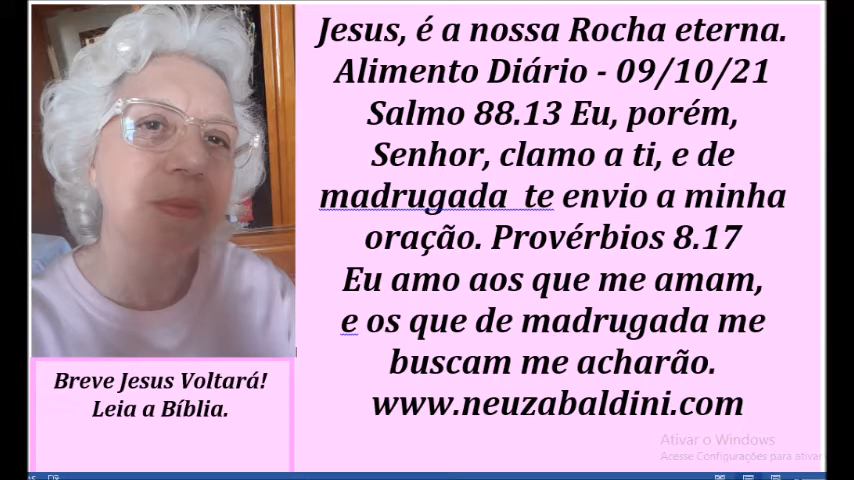 Jesus, é a nossa Rocha eterna.
Alimento Diário - 09/10/21
Salmo 88.13 Eu, porém,
Senhor, clamo a ti, e de
madrugada  te envio a minha
oração. Provérbios 8.17
Eu amo aos que me amam,
e os que de madrugada me
buscam me acharão.
www.neuzabaldini.com
Breve Jesus Voltará!
Leia a Bíblia.
Ativar o Windows
Acesse Configurações para ativar